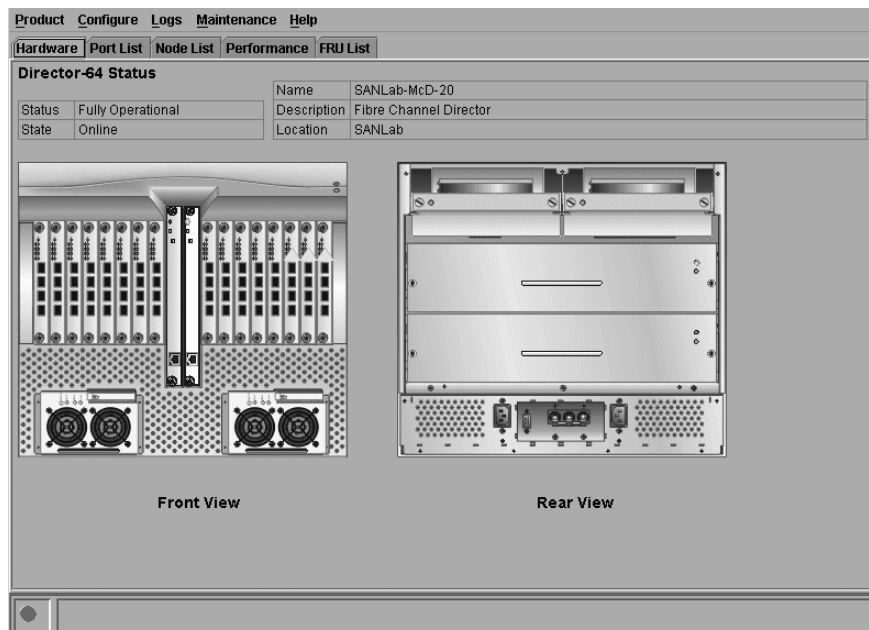 Product Configure Logs Maintenance Help
Hardware Port List Node List Performance FRU List
Director-64 Status
Name SANLab-McD-20
Status Fully Operational Description Fibre Channel Director
State Online Location SANLab
Front View Rear View